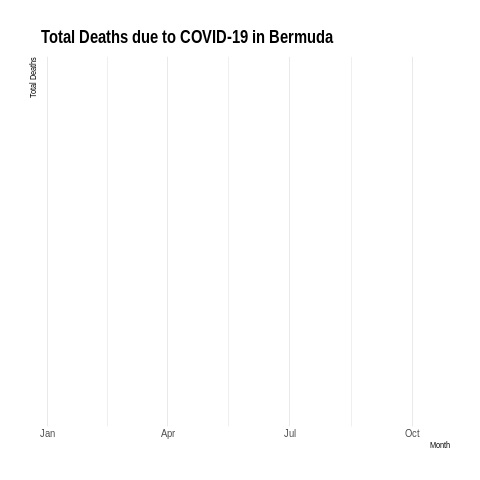 Total Deaths due to COVID-19 in Bermuda
Total Deaths
Jan Apr Jul Oct
Month